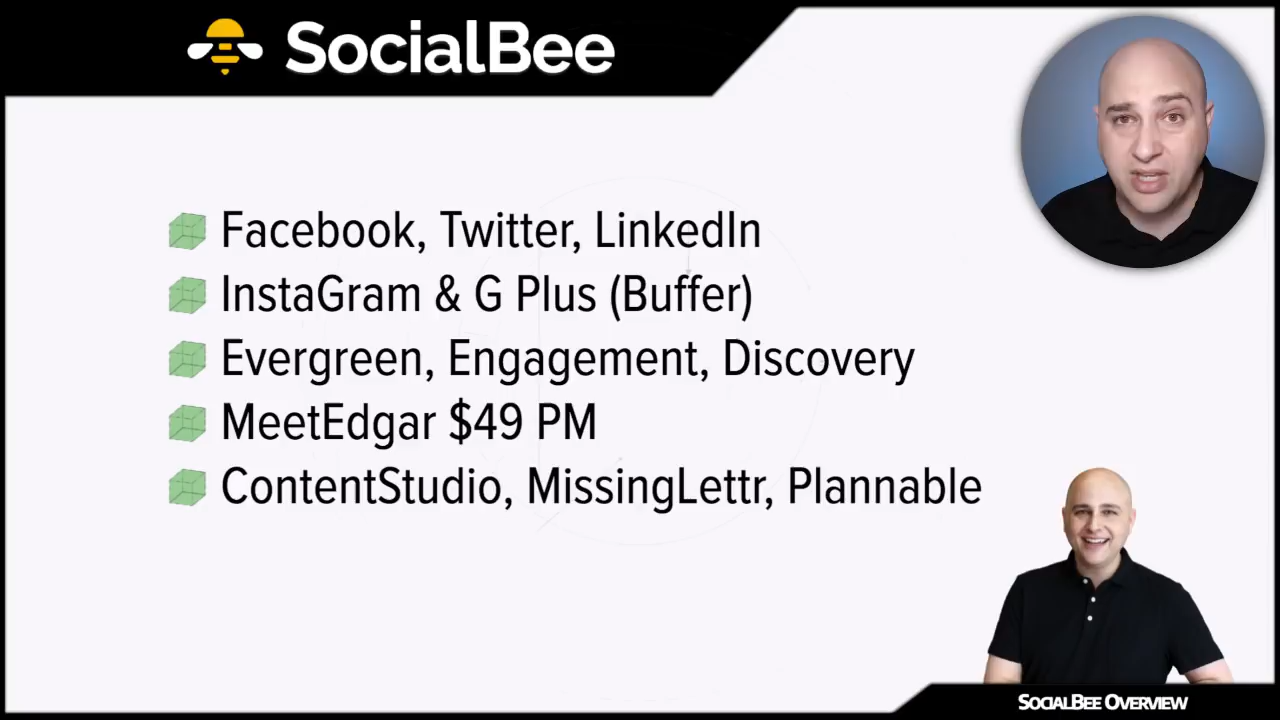 SocialBee
Facebook, Twitter, LinkedIn
InstaGram & G Plus (Buffer)
Evergreen, Engagement, Discovery
MeetEdgar $49 PM
ContentStudio, MissingLettr, Plannable
SocialBee Overview